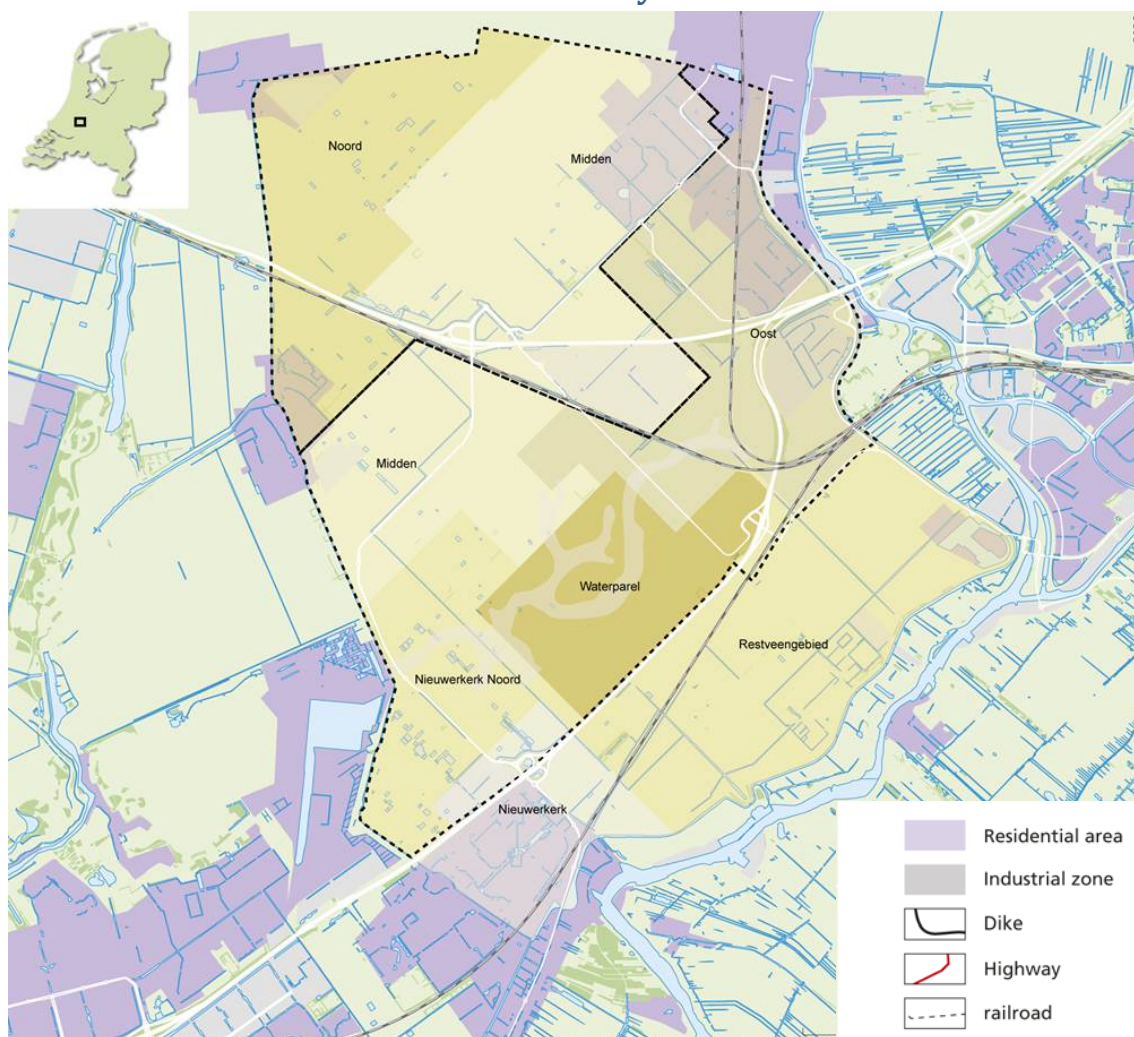 Noord
Midden
Oost
Midden
Waterparel
Restveengebied
Nieuwerkerk Noord
Nieuwerkerk
Residential area
Industrial zone
Dike
Highway
railroad